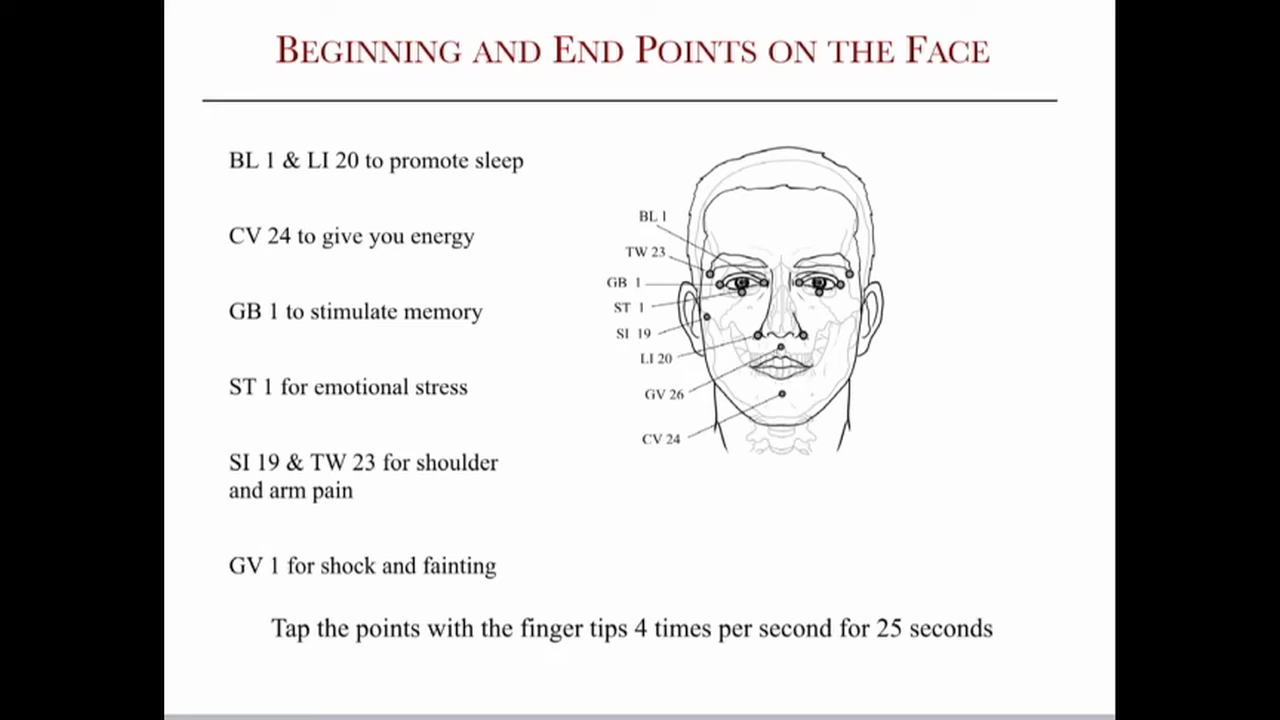 BEGINNING AND END POINTS ON THE FACE
BL 1 & LI 20 to promote sleep
CV 24 to give you energy
GB 1 to stimulate memory
ST 1 for emotional stress
SI 19 & TW 23 for shoulder
and arm pain
GV 1 for shock and fainting
BL 1
TW 23
GB 1
ST 1
SI 19
LI 20
GV 26
CV 24
Tap the points with the finger tips 4 times per second for 25 seconds